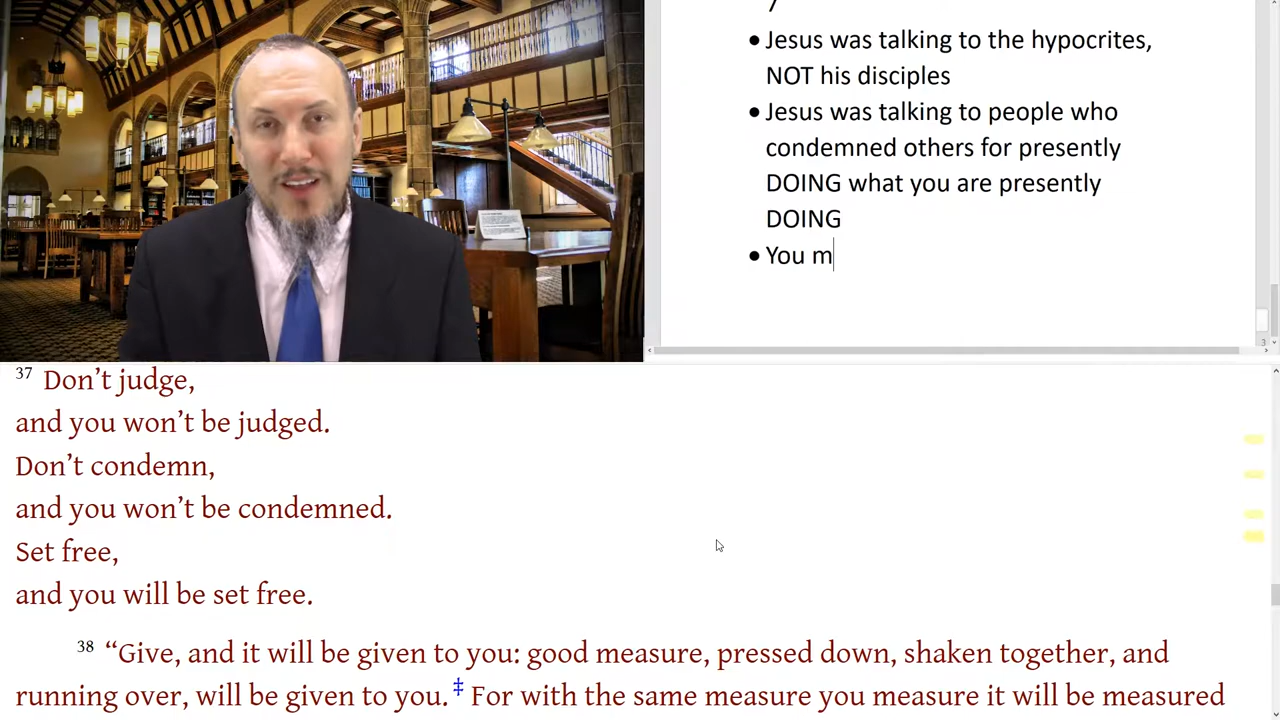 • Jesus was talking to the hypocrites,
NOT his disciples
• Jesus was talking to people who
condemned others for presently
DOING what you are presently
DOING
• You m
3
37 Don’t judge,
and you won’t be judged.
Don’t condemn,
and you won’t be condemned.
Set free,
and you will be set free.
38 “Give, and it will be given to you: good measure, pressed down, shaken together, and
running over, will be given to you.‡ For with the same measure you measure it will be measured